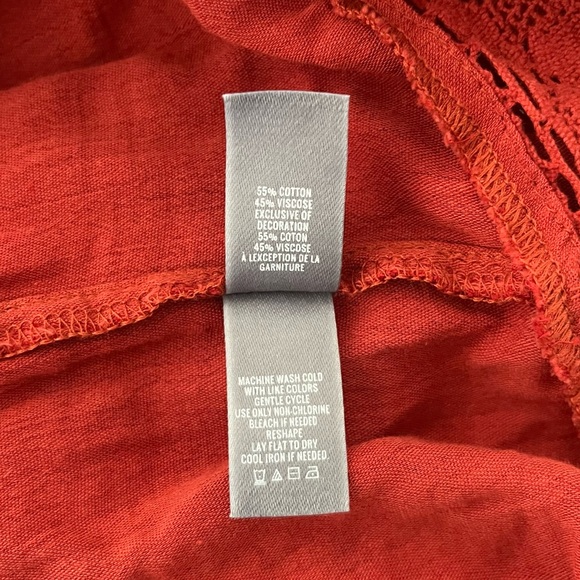 55% COTTON
45% VISCOSE
EXCLUSIVE OF
DECORATION
55% COTON
45% VISCOSE
À LEXCEPTION DE LA
GARNITURE
MACHINE WASH COLD
WITH LIKE COLORS
GENTLE CYCLE
USE ONLY NON-CHLORINE
BLEACH IF NEEDED
RESHAPE
LAY FLAT TO DRY
COOL IRON IF NEEDED.